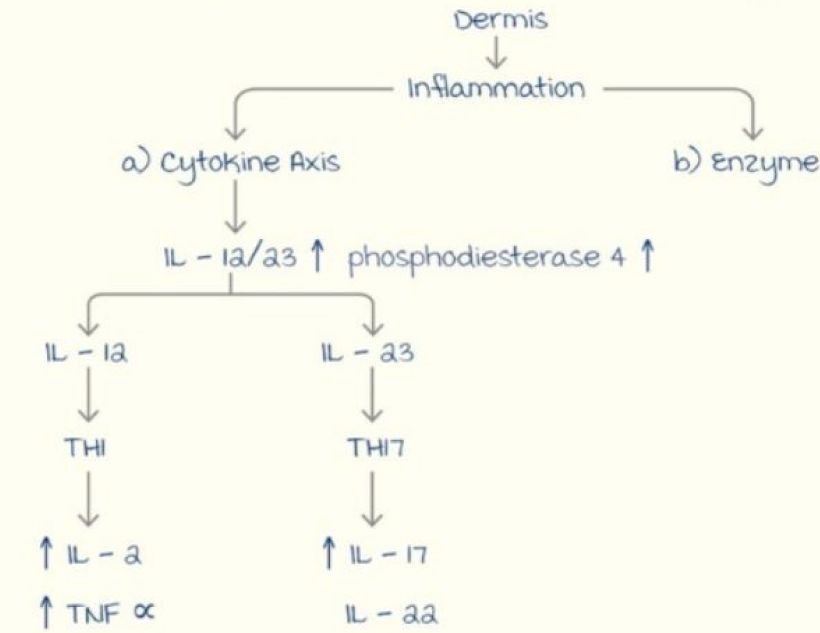 Dermis
Inflammation
a) Cytokine Axis
b) Enzyme
IL - 12/23 ↑ phosphodiesterase 4 ↑
IL - 12
IL - 23
TH1
TH17
↑ IL - 2
↑ IL - 17
↑ TNF ∝
IL - 22